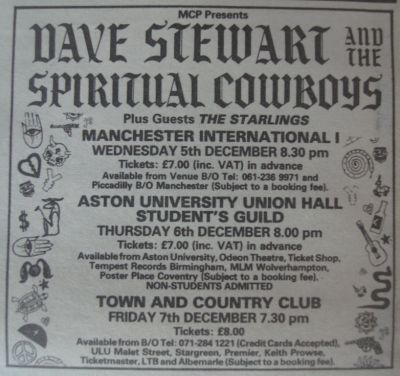 MCP Presents
DAVE STEWART AND THE
SPIRITUAL COWBOYS
Plus Guests THE STARLINGS
MANCHESTER INTERNATIONAL I
WEDNESDAY 5th DECEMBER 8.30 pm
Tickets: £7.00 (inc. VAT) in advance
Available from Venue B/O Tel: 061-236 9971 and
Piccadilly B/O Manchester (Subject to a booking fee).
ASTON UNIVERSITY UNION HALL
STUDENT'S GUILD
THURSDAY 6th DECEMBER 8.00 pm
Tickets: £7.00 (inc. VAT) in advance
Available from Aston University, Odeon Theatre, Ticket Shop,
Tempest Records Birmingham, MLM Wolverhampton,
Poster Place Coventry (Subject to a booking fee).
NON-STUDENTS ADMITTED
TOWN AND COUNTRY CLUB
FRIDAY 7th DECEMBER 7.30 pm
Tickets: £8.00
Available from B/O Tel: 071-284 1221 (Credit Cards Accepted),
ULU Malet Street, Stargreen, Premier, Keith Prowse,
Ticketmaster, LTB and Albemarle (Subject to a booking fee).